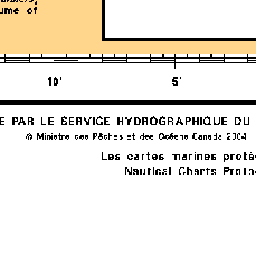 ume of
10' 5'
E PAR LE SERVICE HYDROGRAPHIQUE DU
© Ministre des Pêches et des Océans Canada 2004
Les cartes marines proté
Nautical Charts Prote